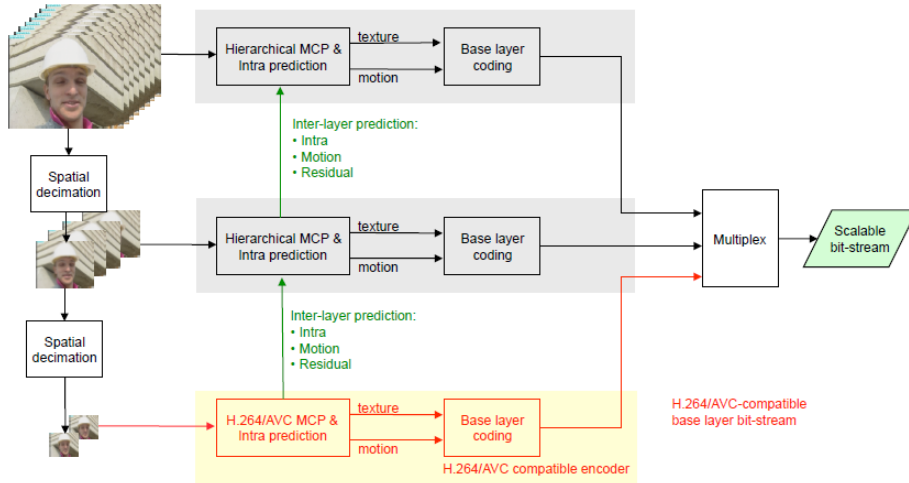 Hierarchical MCP &
Intra prediction
texture
motion
Base layer
coding
Inter-layer prediction:
• Intra
• Motion
• Residual
Spatial
decimation
Hierarchical MCP &
Intra prediction
texture
motion
Base layer
coding
Multiplex
Scalable
bit-stream
Inter-layer prediction:
• Intra
• Motion
• Residual
Spatial
decimation
H.264/AVC MCP &
Intra prediction
texture
motion
Base layer
coding
H.264/AVC compatible encoder
H.264/AVC-compatible
base layer bit-stream